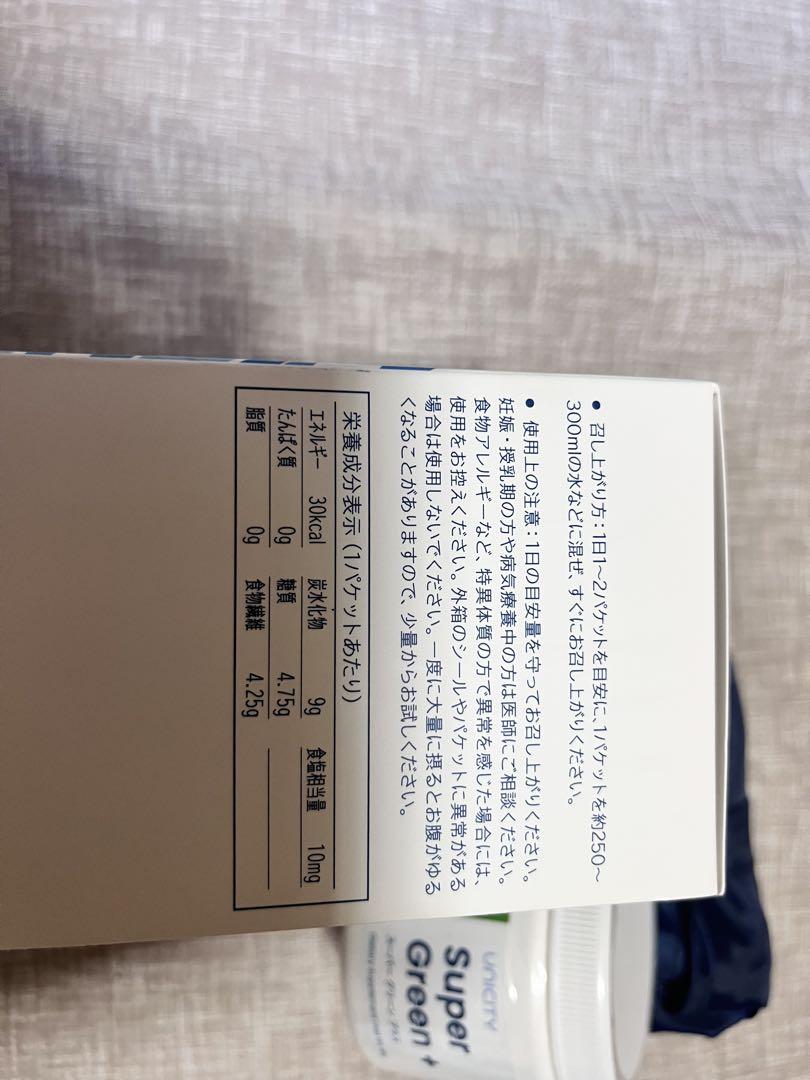 ● 召し上がり方：1日1～2パケットを目安に、1パケットを約250～
300mlの水などに混ぜ、すぐにお召し上がりください。
● 使用上の注意：1日の目安量を守ってお召し上がりください。
妊娠・授乳期の方や病気療養中の方は医師にご相談ください。
食物アレルギーなど、特異体質の方で異常を感じた場合には、
使用をお控えください。外箱のシールやパケットに異常がある
場合は使用しないでください。一度に大量に摂るとお腹がゆる
くなることがありますので、少量からお試しください。
栄養成分表示（1パケットあたり）
エネルギー 30kcal 炭水化物 9g 食塩相当量 10mg
たんぱく質 0g 糖質 4.75g
脂質 0g 食物繊維 4.25g
UNICITY
Super
Green +
スーパー グリーン プラス